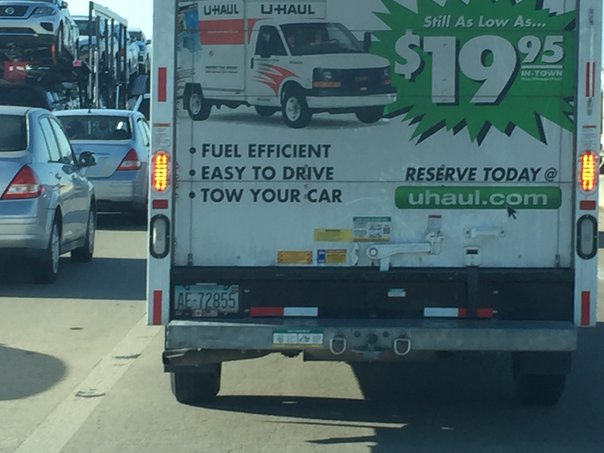 U-HAUL U-HAUL
Still As Low As...
$19 95
IN-TOWN
• FUEL EFFICIENT
• EASY TO DRIVE
• TOW YOUR CAR
RESERVE TODAY @
uhaul.com
AE-72855